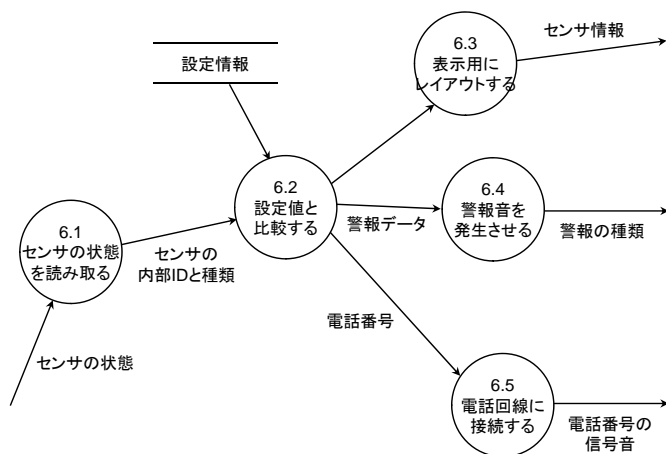 センサ情報
6.3
表示用に
レイアウトする
設定情報
6.2
設定値と
比較する
6.4
警報音を
発生させる
警報データ
警報の種類
6.1
センサの状態
を読み取る
センサの
内部IDと種類
電話番号
センサの状態
6.5
電話回線に
接続する
電話番号の
信号音